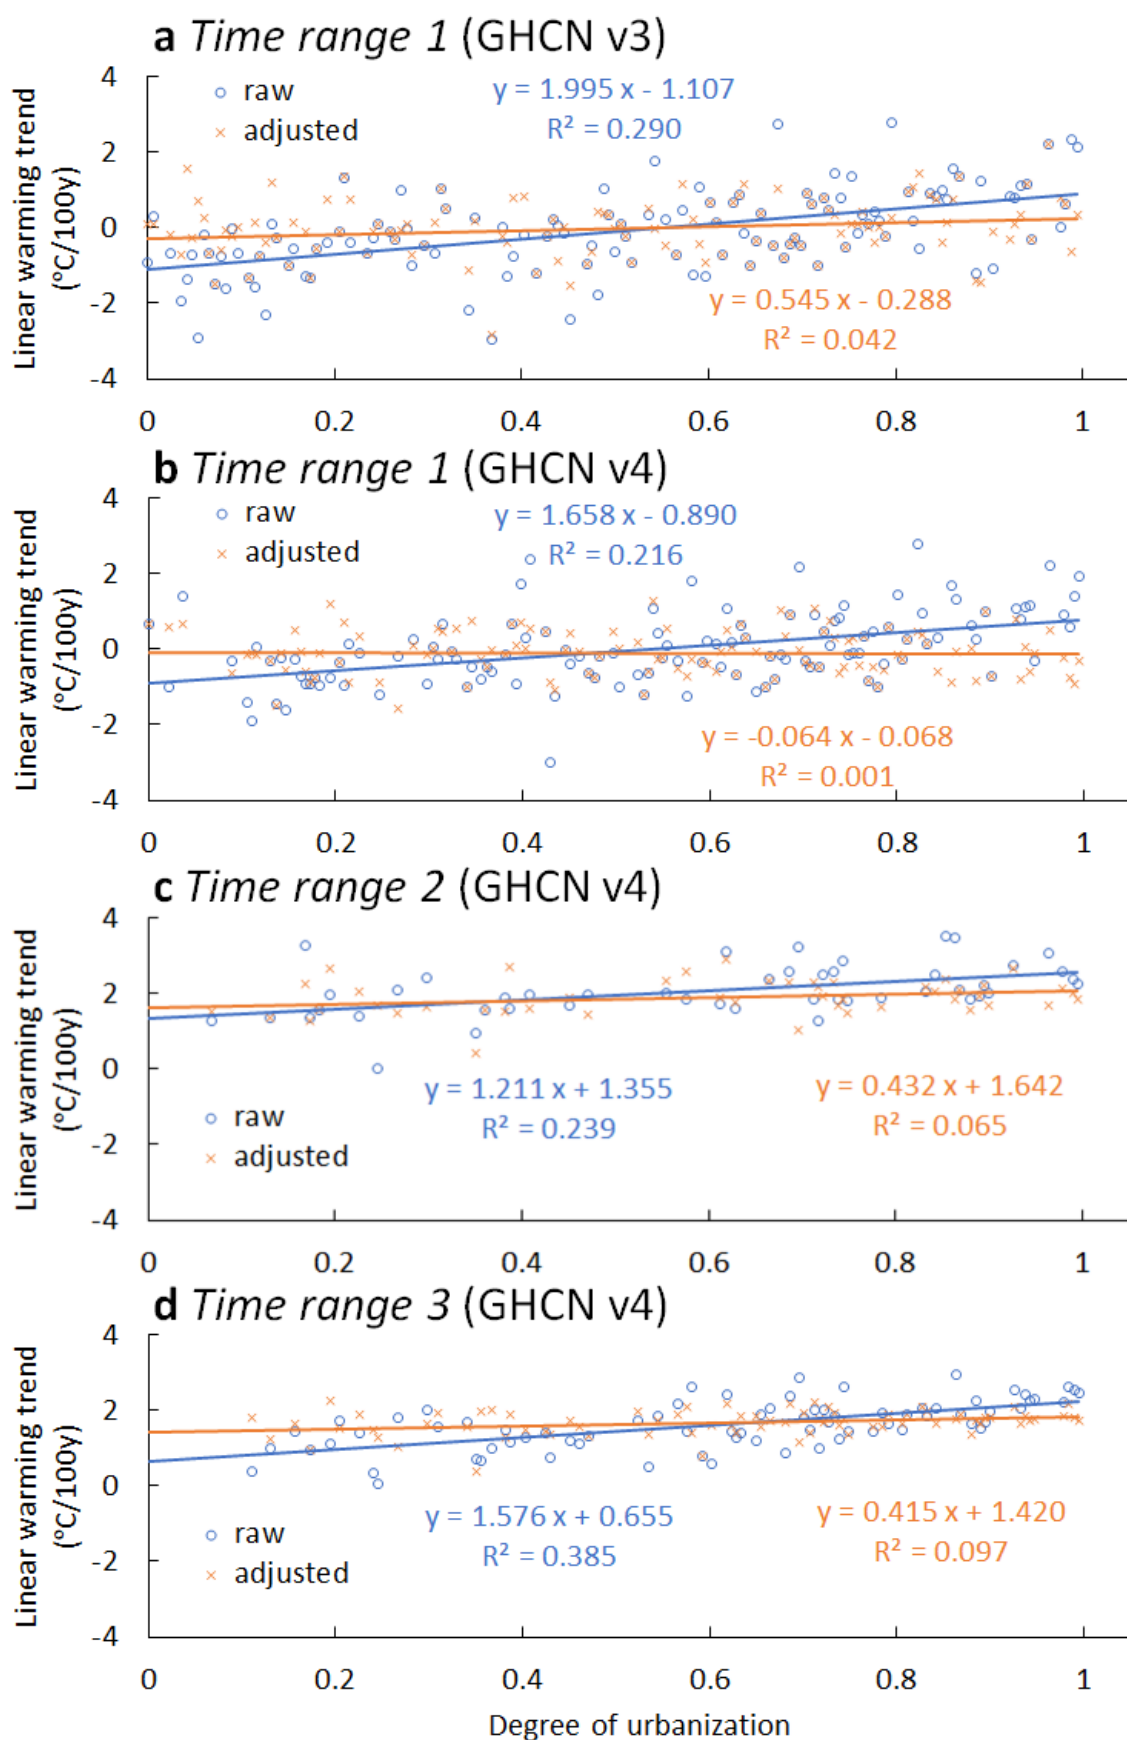 a Time range 1 (GHCN v3)
Linear warming trend
(°C/100y)
4
2
0
-2
-4
raw
adjusted
y = 1.995 x - 1.107
R² = 0.290
y = 0.545 x - 0.288
R² = 0.042
0 0.2 0.4 0.6 0.8 1
b Time range 1 (GHCN v4)
Linear warming trend
(°C/100y)
4
2
0
-2
-4
raw
adjusted
y = 1.658 x - 0.890
R² = 0.216
y = -0.064 x - 0.068
R² = 0.001
0 0.2 0.4 0.6 0.8 1
c Time range 2 (GHCN v4)
Linear warming trend
(°C/100y)
4
2
0
-2
-4
y = 1.211 x + 1.355
R² = 0.239
y = 0.432 x + 1.642
R² = 0.065
raw
adjusted
0 0.2 0.4 0.6 0.8 1
d Time range 3 (GHCN v4)
Linear warming trend
(°C/100y)
4
2
0
-2
-4
y = 1.576 x + 0.655
R² = 0.385
y = 0.415 x + 1.420
R² = 0.097
raw
adjusted
0 0.2 0.4 0.6 0.8 1
Degree of urbanization